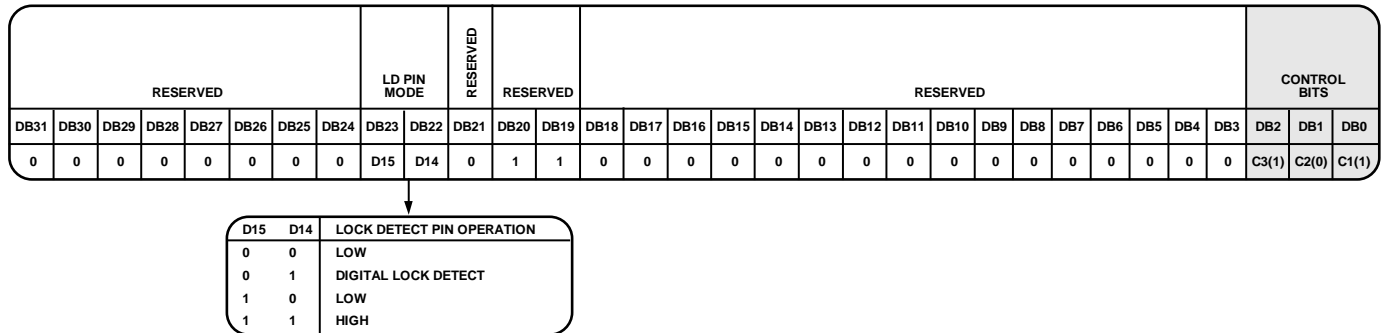 RESERVED LD PIN MODE RESERVED RESERVED RESERVED CONTROL BITS
DB31 DB30 DB29 DB28 DB27 DB26 DB25 DB24 DB23 DB22 DB21 DB20 DB19 DB18 DB17 DB16 DB15 DB14 DB13 DB12 DB11 DB10 DB9 DB8 DB7 DB6 DB5 DB4 DB3 DB2 DB1 DB0
0 0 0 0 0 0 0 0 D15 D14 0 1 1 0 0 0 0 0 0 0 0 0 0 0 0 0 0 0 0 C3(1) C2(0) C1(1)
D15 D14 LOCK DETECT PIN OPERATION
0 0 LOW
0 1 DIGITAL LOCK DETECT
1 0 LOW
1 1 HIGH